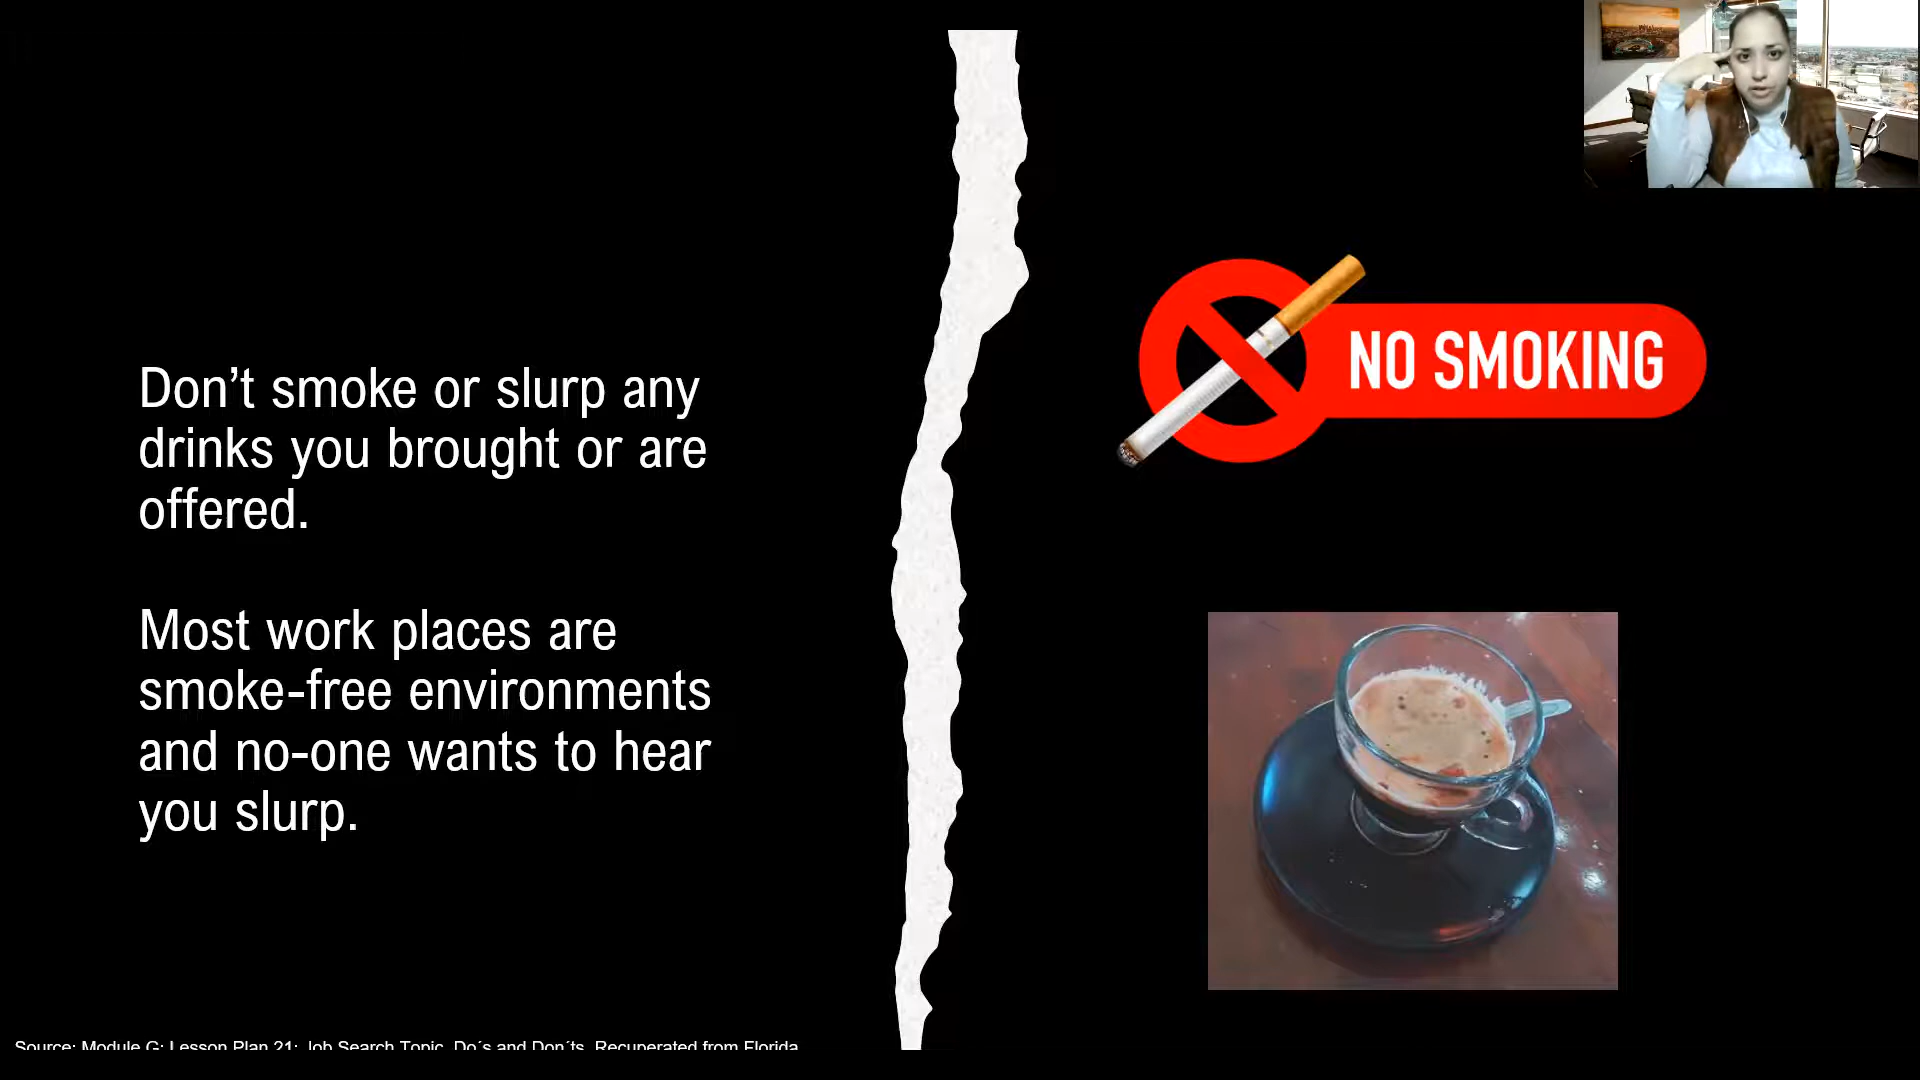 Don’t smoke or slurp any
drinks you brought or are
offered.
Most work places are
smoke-free environments
and no-one wants to hear
you slurp.
NO SMOKING
Source: Module G: Lesson Plan 21: Job Search Topic. Do´s and Don´ts. Recuperated from Florida